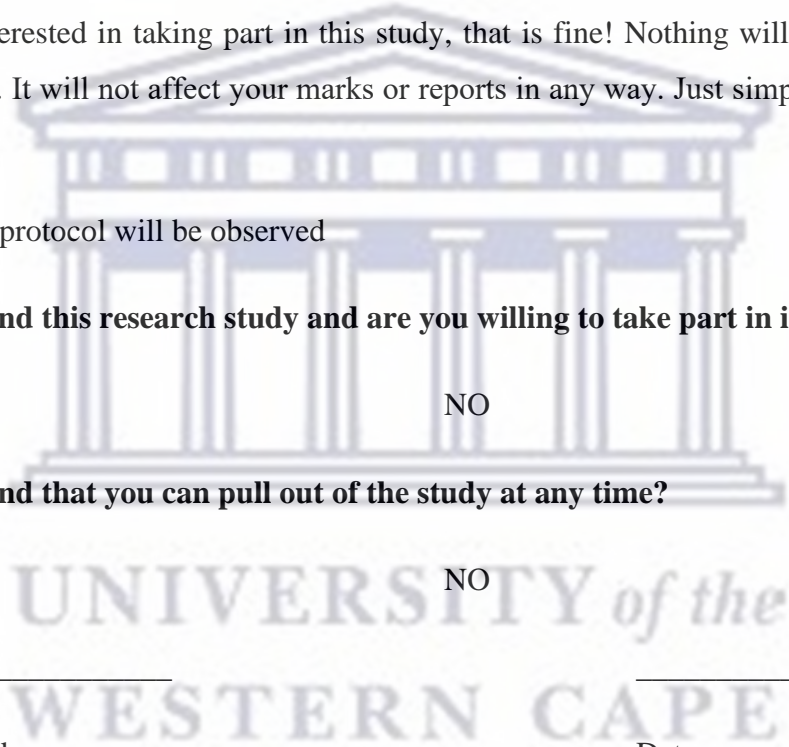 erested in taking part in this study, that is fine! Nothing will
. It will not affect your marks or reports in any way. Just simp
protocol will be observed
nd this research study and are you willing to take part in i
NO
nd that you can pull out of the study at any time?
NO
UNIVERSITY of the
WESTERN CAPE